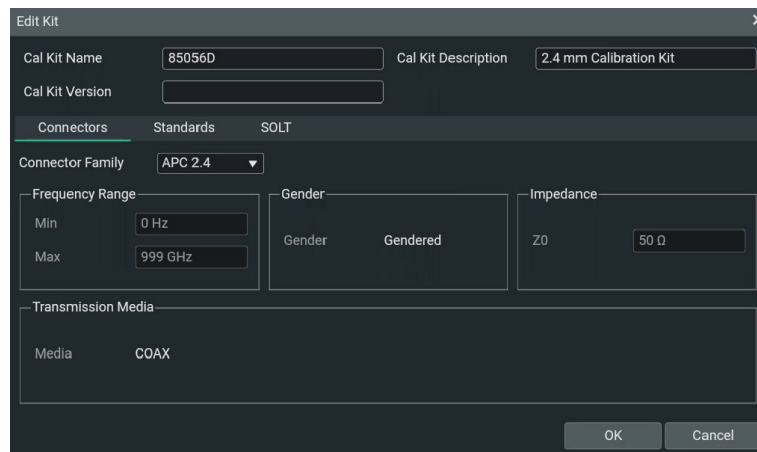 Edit Kit
Cal Kit Name 85056D Cal Kit Description 2.4 mm Calibration Kit
Cal Kit Version
Connectors Standards SOLT
Connector Family APC 2.4
Frequency Range Gender Impedance
Min 0 Hz
Gender Gendered Z0 50 Ω
Max 999 GHz
Transmission Media
Media COAX
OK Cancel